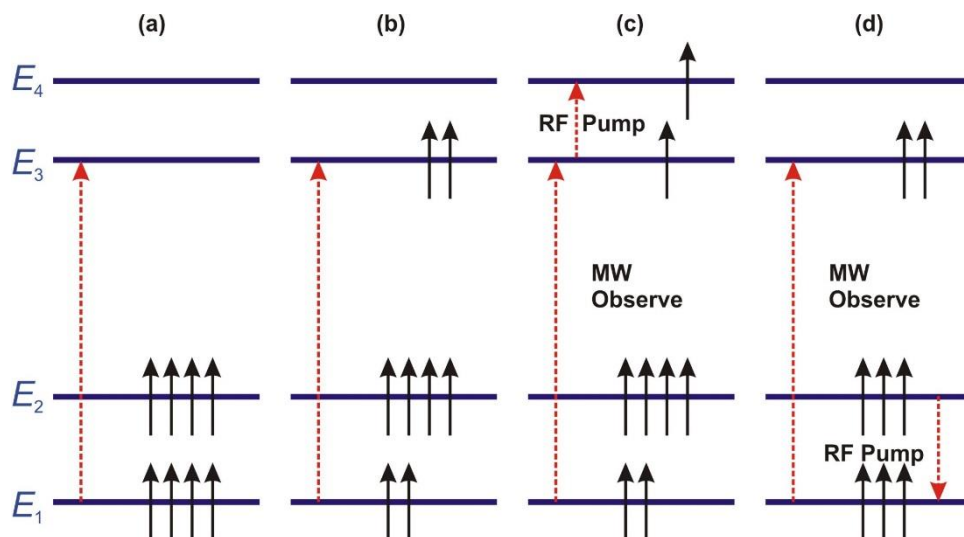 (a) (b) (c) (d)
E4
RF Pump
E3
MW MW
Observe Observe
E2
RF Pump
E1